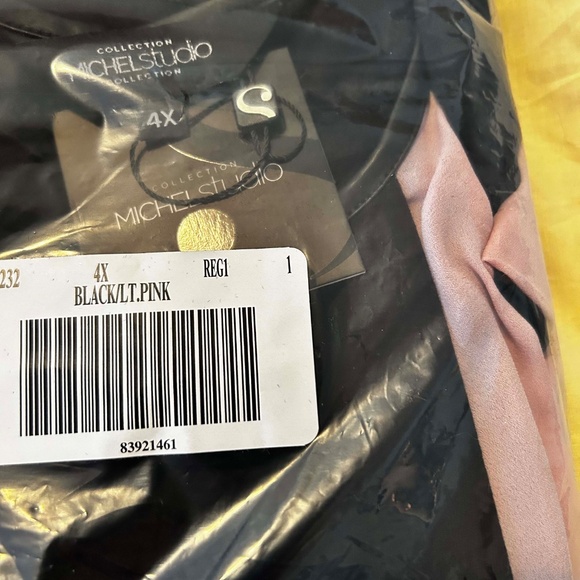 COLLECTION
MICHELstudio
COLLECTION
4X
COLLECTION
MICHELstudio
232 4X REG1 1
BLACK/LT.PINK
83921461